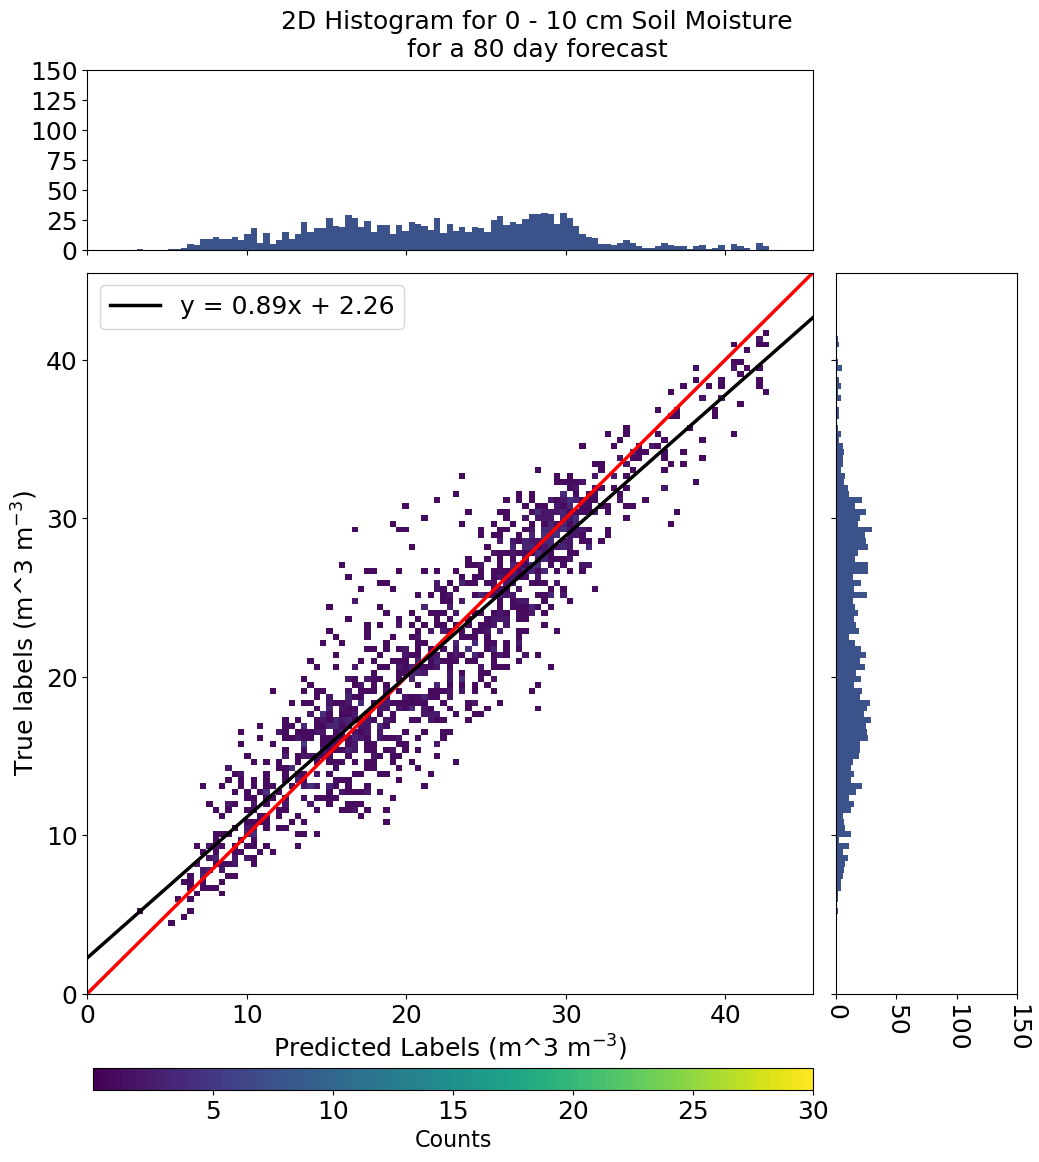 2D Histogram for 0 - 10 cm Soil Moisture
for a 80 day forecast
150
125
100
75
50
25
0
y = 0.89x + 2.26
40
30
20
10
0
True labels (m^3 m⁻³)
0 10 20 30 40
Predicted Labels (m^3 m⁻³)
0 50 100 150
5 10 15 20 25 30
Counts